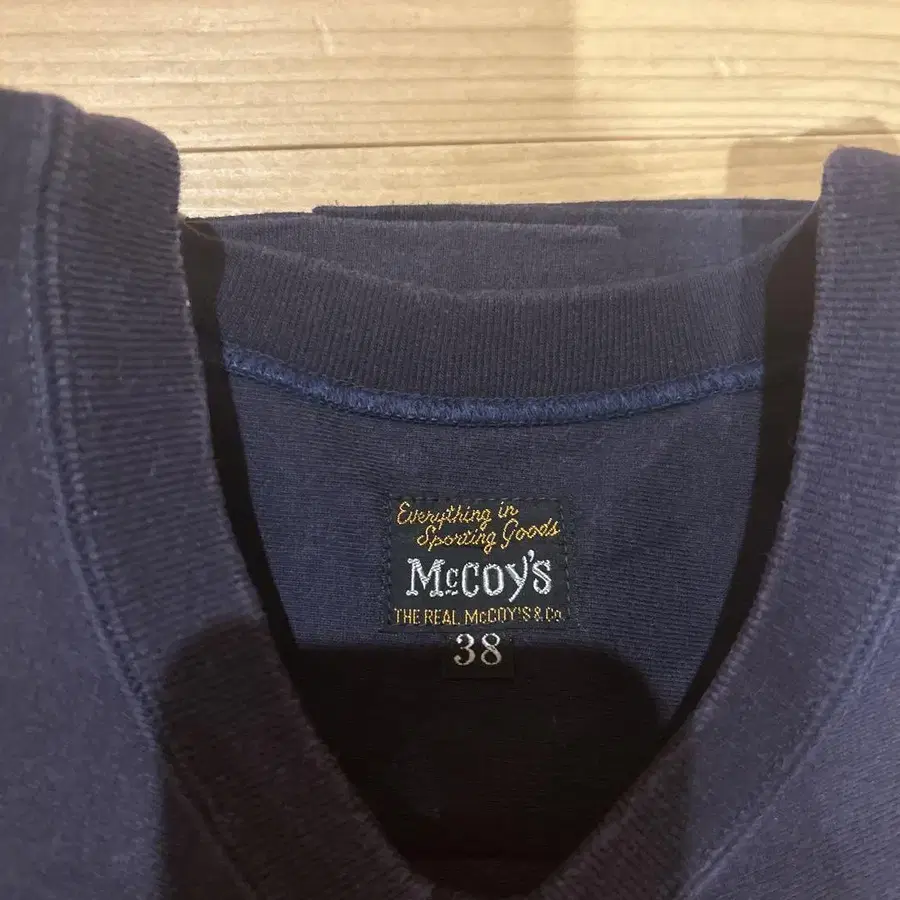 Everything in
Sporting Goods
McCOY'S
THE REAL McCOY'S & Co.
38